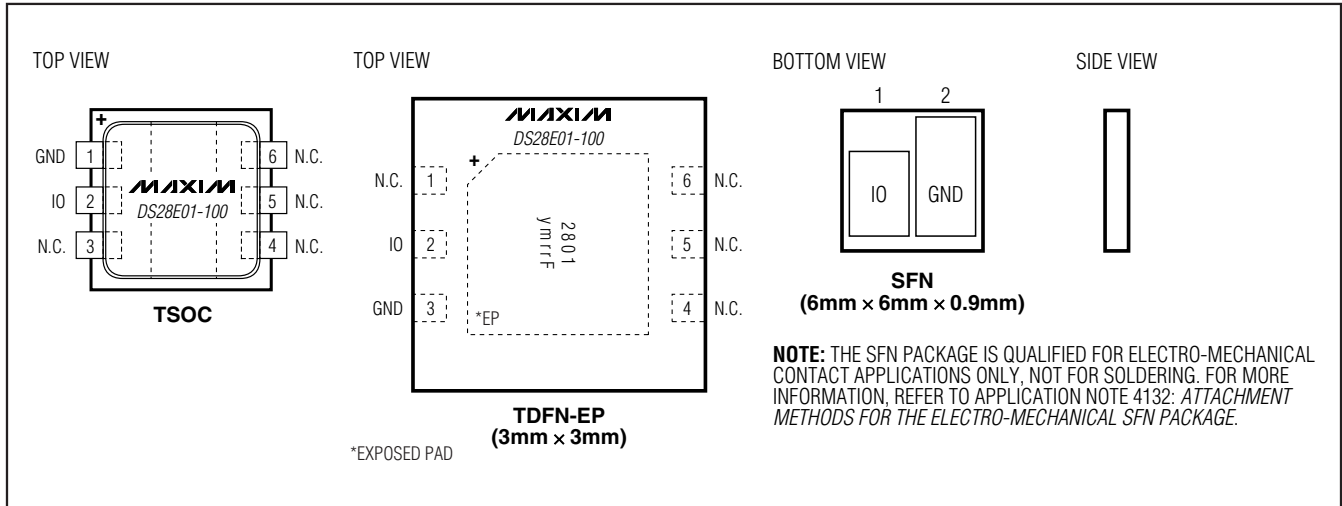 TOP VIEW
+
GND 1
IO 2
N.C. 3
6 N.C.
5 N.C.
4 N.C.
MAXIM
DS28E01-100
TSOC
TOP VIEW
MAXIM
DS28E01-100
+
N.C. 1
IO 2
GND 3
6 N.C.
5 N.C.
4 N.C.
2801
ymrrF
*EP
TDFN-EP
(3mm × 3mm)
*EXPOSED PAD
BOTTOM VIEW
1 2
IO GND
SFN
(6mm × 6mm × 0.9mm)
SIDE VIEW
NOTE: THE SFN PACKAGE IS QUALIFIED FOR ELECTRO-MECHANICAL
CONTACT APPLICATIONS ONLY, NOT FOR SOLDERING. FOR MORE
INFORMATION, REFER TO APPLICATION NOTE 4132: ATTACHMENT
METHODS FOR THE ELECTRO-MECHANICAL SFN PACKAGE.